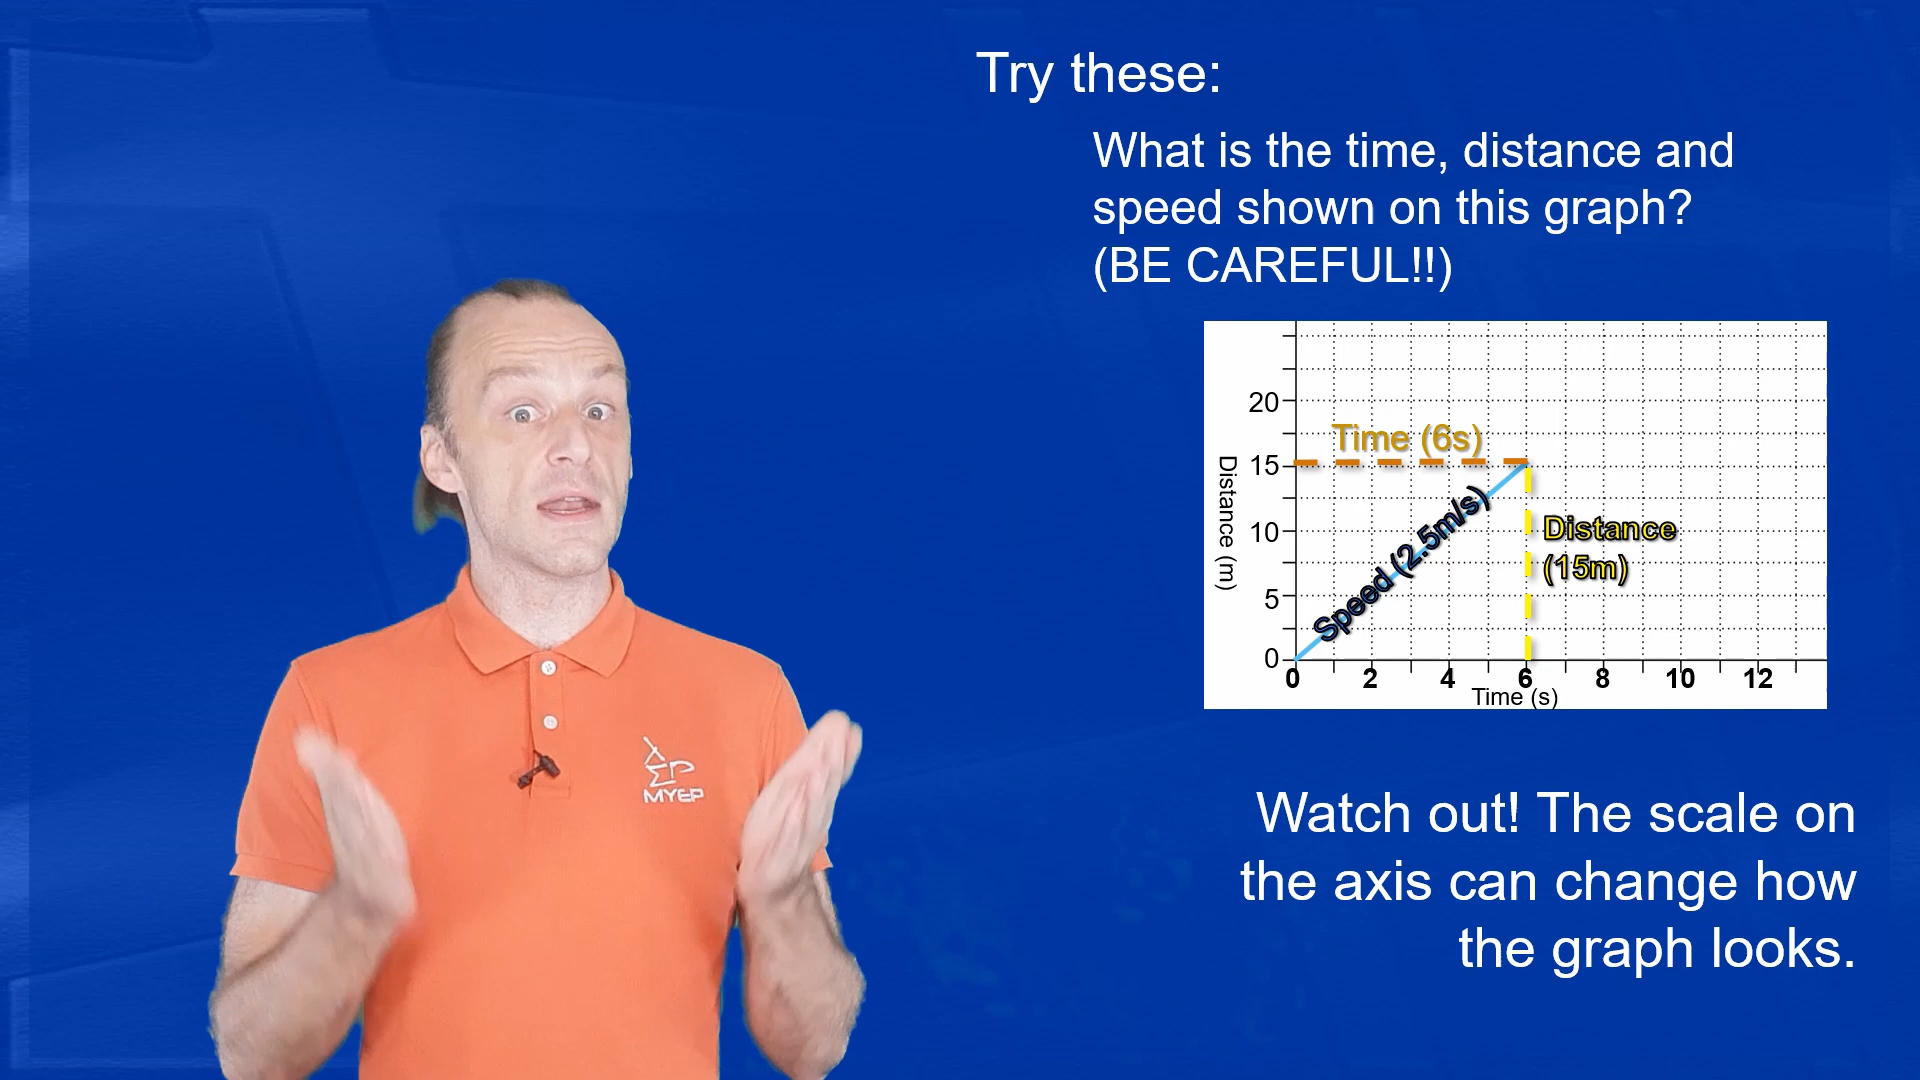 Try these:
What is the time, distance and
speed shown on this graph?
(BE CAREFUL!!)
20
15
10
5
0
Distance (m)
Time (6s)
Speed (2.5m/s)
Distance
(15m)
0 2 4 6 8 10 12
Time (s)
MYEP
Watch out! The scale on
the axis can change how
the graph looks.